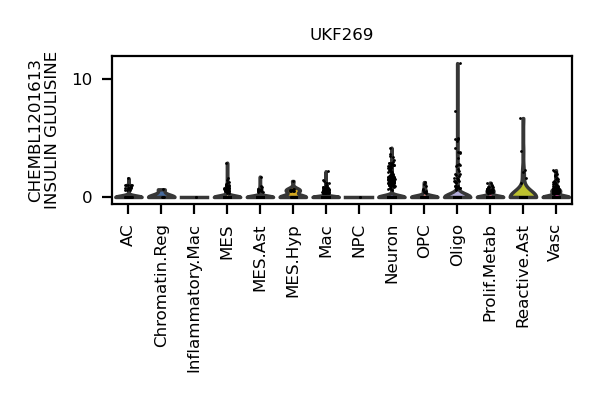 UKF269
CHEMBL1201613
INSULIN GLULISINE
10
0
AC
Chromatin.Reg
Inflammatory.Mac
MES
MES.Ast
MES.Hyp
Mac
NPC
Neuron
OPC
Oligo
Prolif.Metab
Reactive.Ast
Vasc